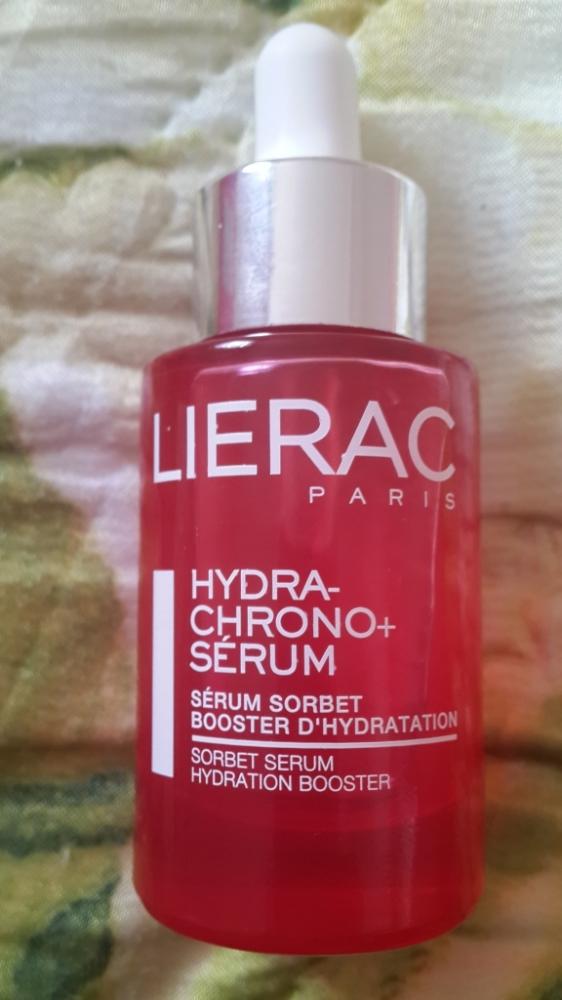 LIERAC
PARIS
HYDRA-
CHRONO+
SÉRUM
SÉRUM SORBET
BOOSTER D'HYDRATATION
SORBET SERUM
HYDRATION BOOSTER